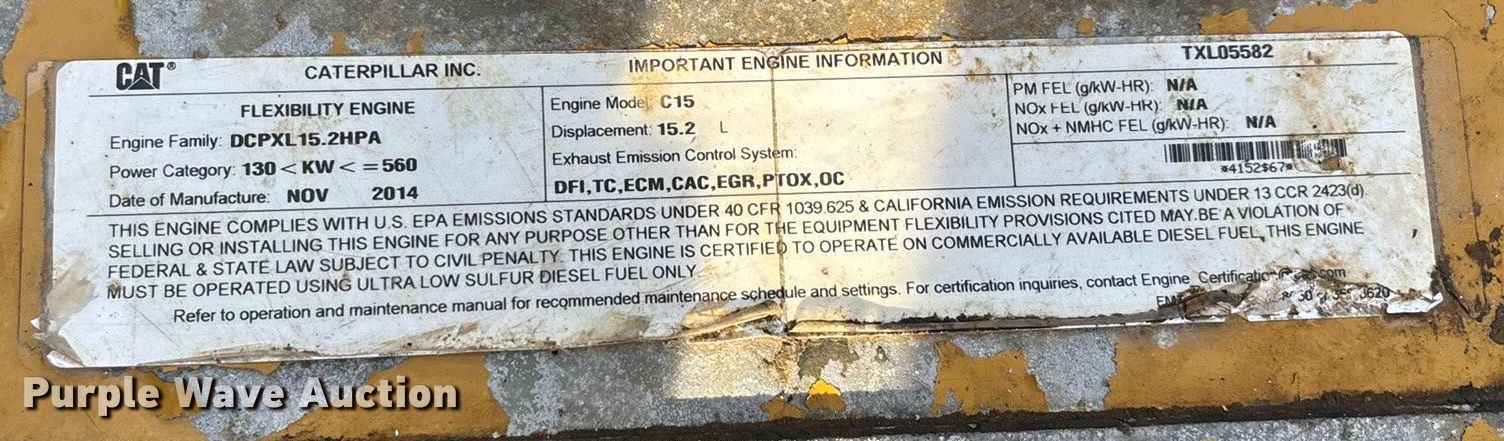 CAT® CATERPILLAR INC. IMPORTANT ENGINE INFORMATION TXL05582
FLEXIBILITY ENGINE
Engine Family: DCPXL15.2HPA
Power Category: 130 < KW < = 560
Date of Manufacture: NOV 2014
Engine Model: C15
Displacement: 15.2 L
Exhaust Emission Control System:
DFI,TC,ECM,CAC,EGR,PTOX,OC
PM FEL (g/kW-HR): N/A
NOx FEL (g/kW-HR): N/A
NOx + NMHC FEL (g/kW-HR): N/A
*4152$67*
THIS ENGINE COMPLIES WITH U.S. EPA EMISSIONS STANDARDS UNDER 40 CFR 1039.625 & CALIFORNIA EMISSION REQUIREMENTS UNDER 13 CCR 2423(d)
SELLING OR INSTALLING THIS ENGINE FOR ANY PURPOSE OTHER THAN FOR THE EQUIPMENT FLEXIBILITY PROVISIONS CITED MAY BE A VIOLATION OF
FEDERAL & STATE LAW SUBJECT TO CIVIL PENALTY. THIS ENGINE IS CERTIFIED TO OPERATE ON COMMERCIALLY AVAILABLE DIESEL FUEL, THIS ENGINE
MUST BE OPERATED USING ULTRA LOW SULFUR DIESEL FUEL ONLY
Refer to operation and maintenance manual for recommended maintenance schedule and settings. For certification inquiries, contact Engine_Certification@cat.com
Purple Wave Auction